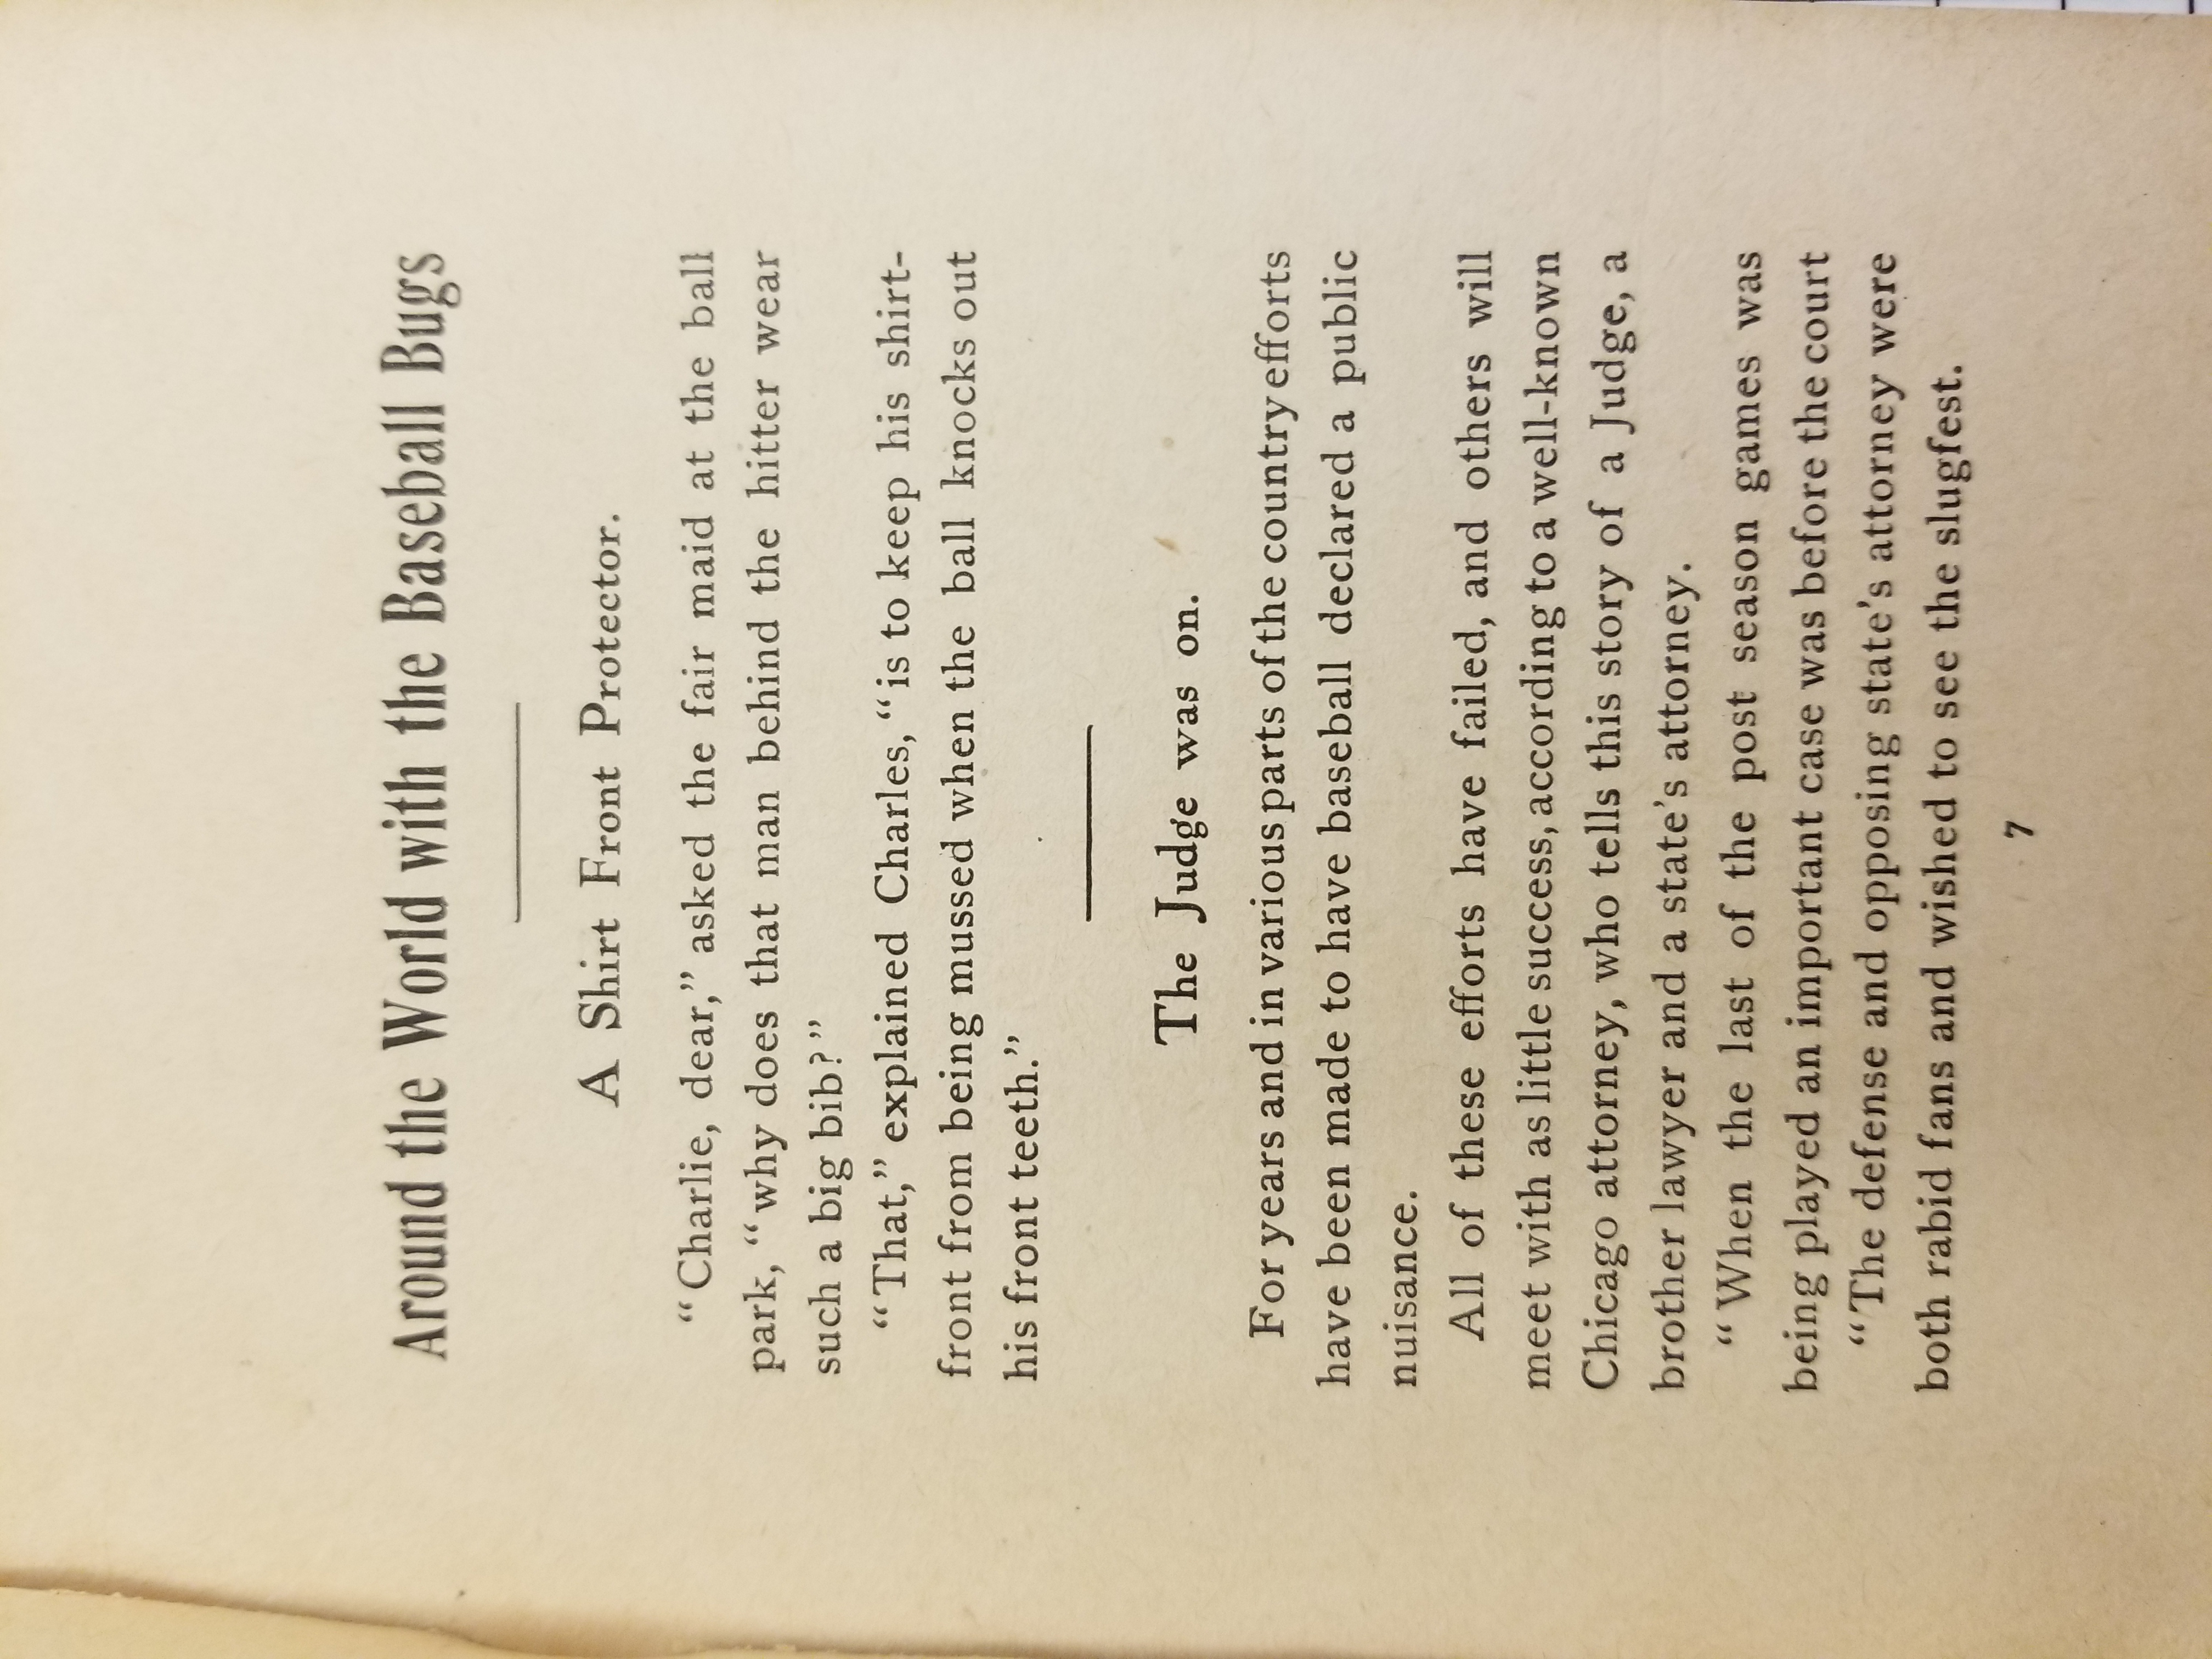 Around the World with the Baseball Bugs
A Shirt Front Protector.
“Charlie, dear,” asked the fair maid at the ball
park, “why does that man behind the hitter wear
such a big bib?”
“That,” explained Charles, “is to keep his shirt-
front from being mussed when the ball knocks out
his front teeth.”
The Judge was on.
For years and in various parts of the country efforts
have been made to have baseball declared a public
nuisance.
All of these efforts have failed, and others will
meet with as little success, according to a well-known
Chicago attorney, who tells this story of a Judge, a
brother lawyer and a state’s attorney.
“When the last of the post season games was
being played an important case was before the court
“The defense and opposing state’s attorney were
both rabid fans and wished to see the slugfest.
7